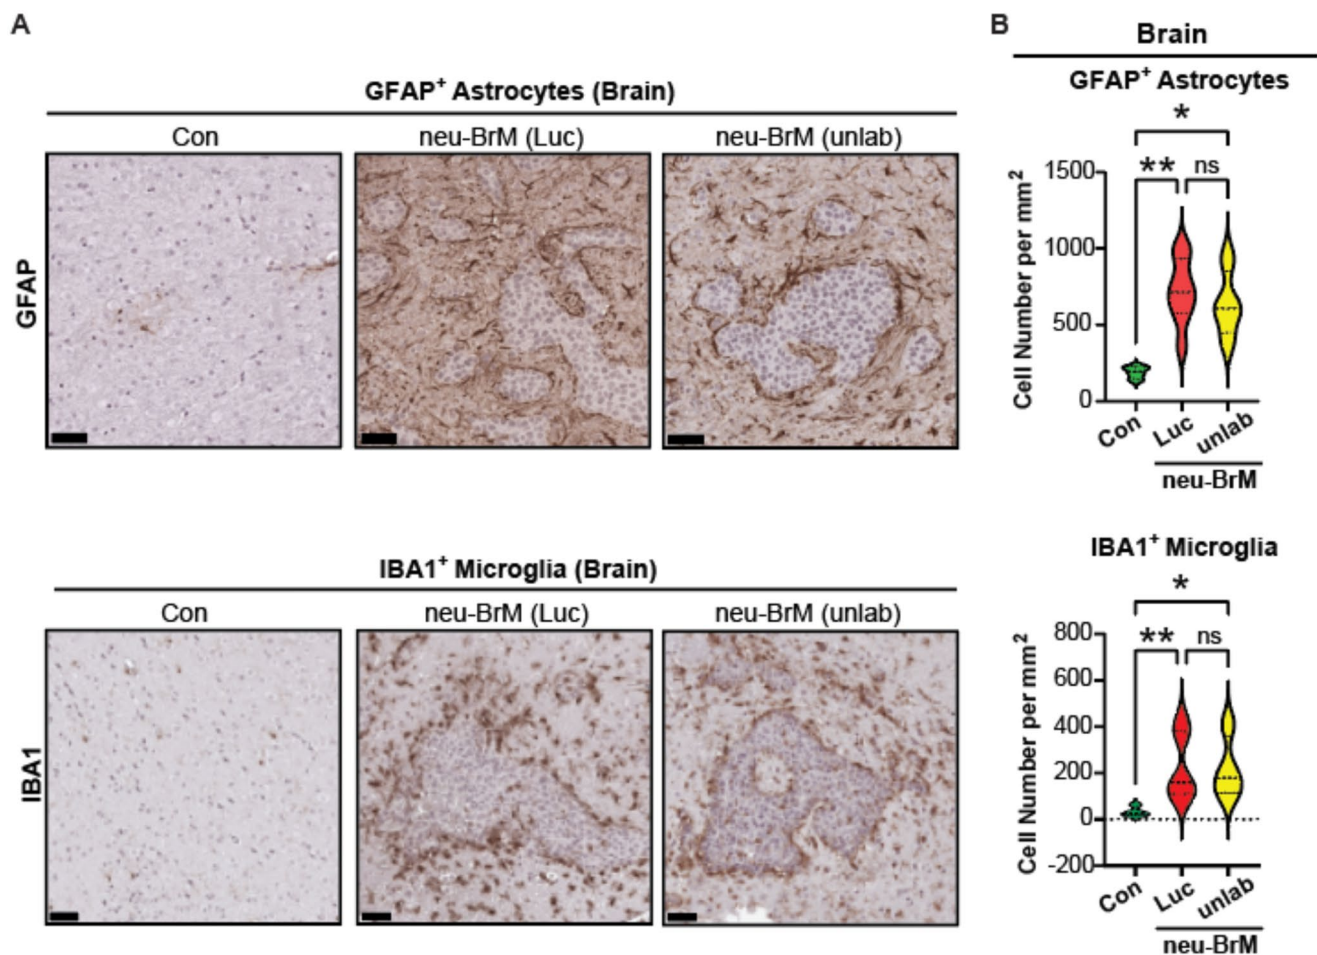 A
GFAP+ Astrocytes (Brain)
Con neu-BrM (Luc) neu-BrM (unlab)
GFAP
IBA1+ Microglia (Brain)
Con neu-BrM (Luc) neu-BrM (unlab)
IBA1
B
Brain
GFAP+ Astrocytes
*
** ns
Cell Number per mm2
1500
1000
500
0
Con Luc unlab
neu-BrM
IBA1+ Microglia
*
** ns
Cell Number per mm2
800
600
400
200
0
-200
Con Luc unlab
neu-BrM